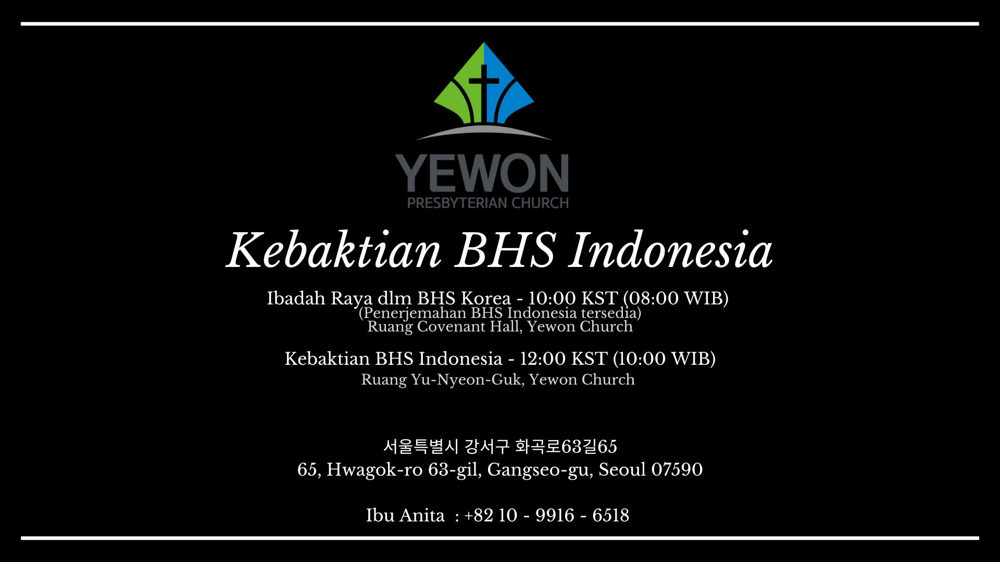 YEWON
PRESBYTERIAN CHURCH
Kebaktian BHS Indonesia
Ibadah Raya dlm BHS Korea - 10:00 KST (08:00 WIB)
(Penerjemahan BHS Indonesia tersedia)
Ruang Covenant Hall, Yewon Church
Kebaktian BHS Indonesia - 12:00 KST (10:00 WIB)
Ruang Yu-Nyeon-Guk, Yewon Church
서울특별시 강서구 화곡로63길65
65, Hwagok-ro 63-gil, Gangseo-gu, Seoul 07590
Ibu Anita : +82 10 - 9916 - 6518